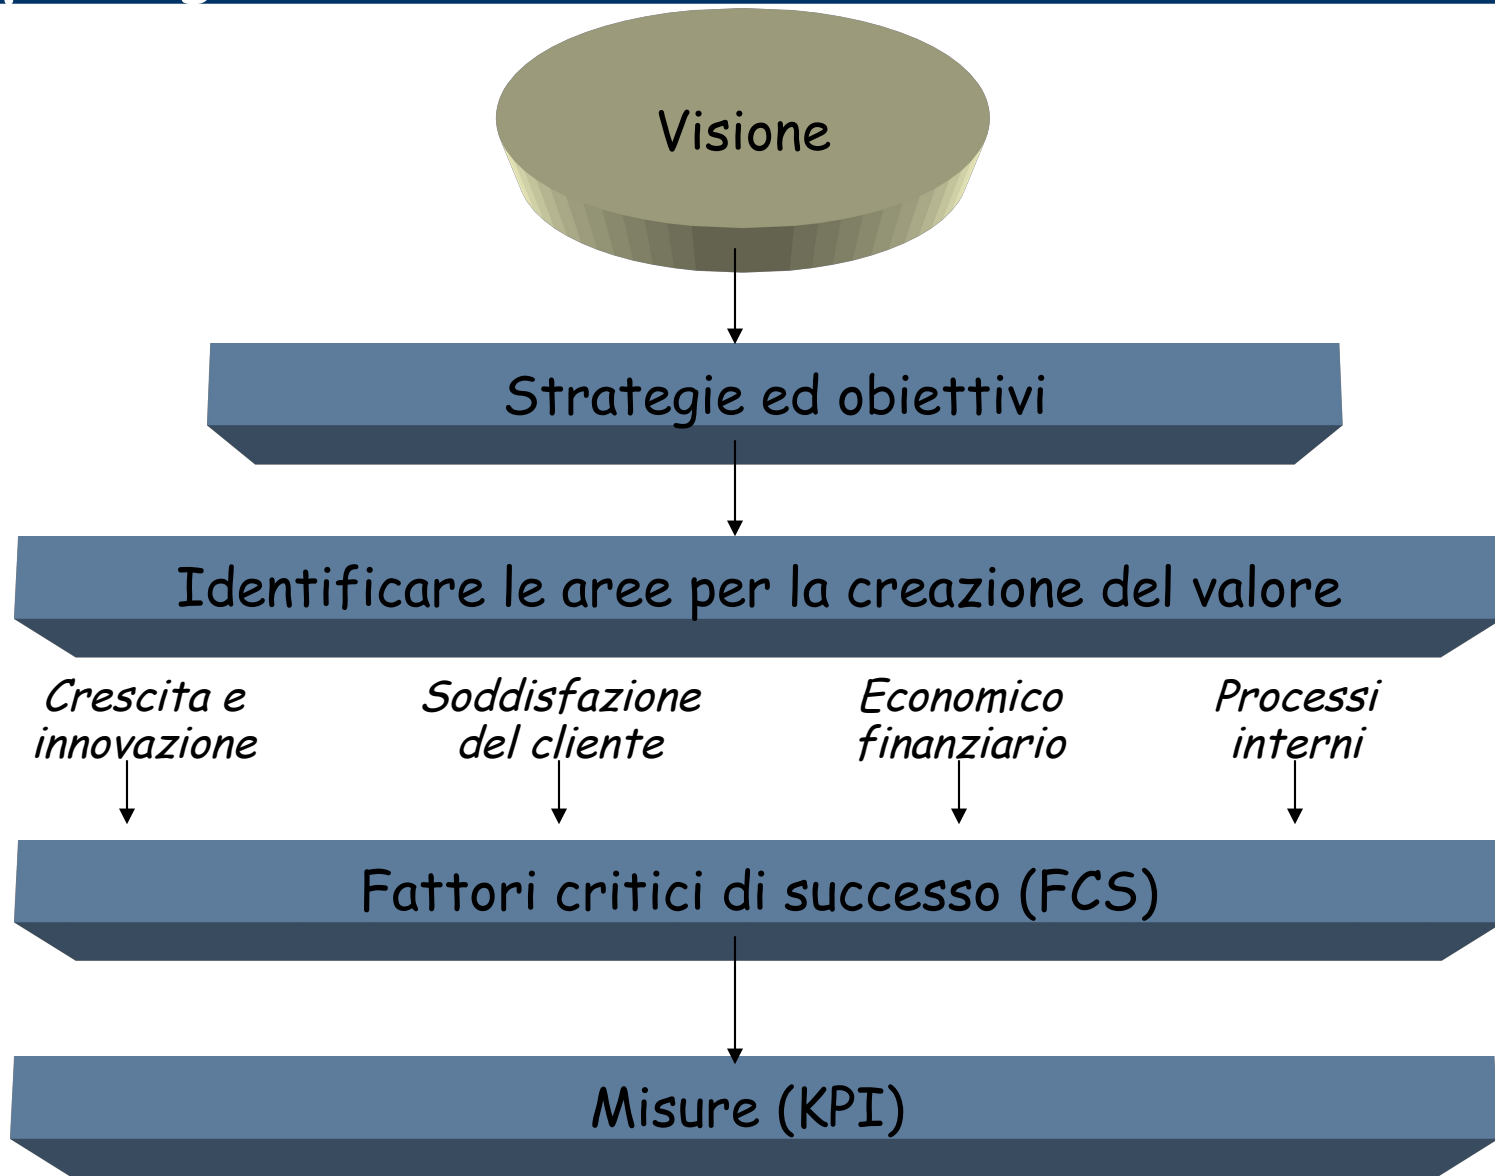 Visione
Strategie ed obiettivi
Identificare le aree per la creazione del valore
Crescita e
innovazione
Soddisfazione
del cliente
Economico
finanziario
Processi
interni
Fattori critici di successo (FCS)
Misure (KPI)